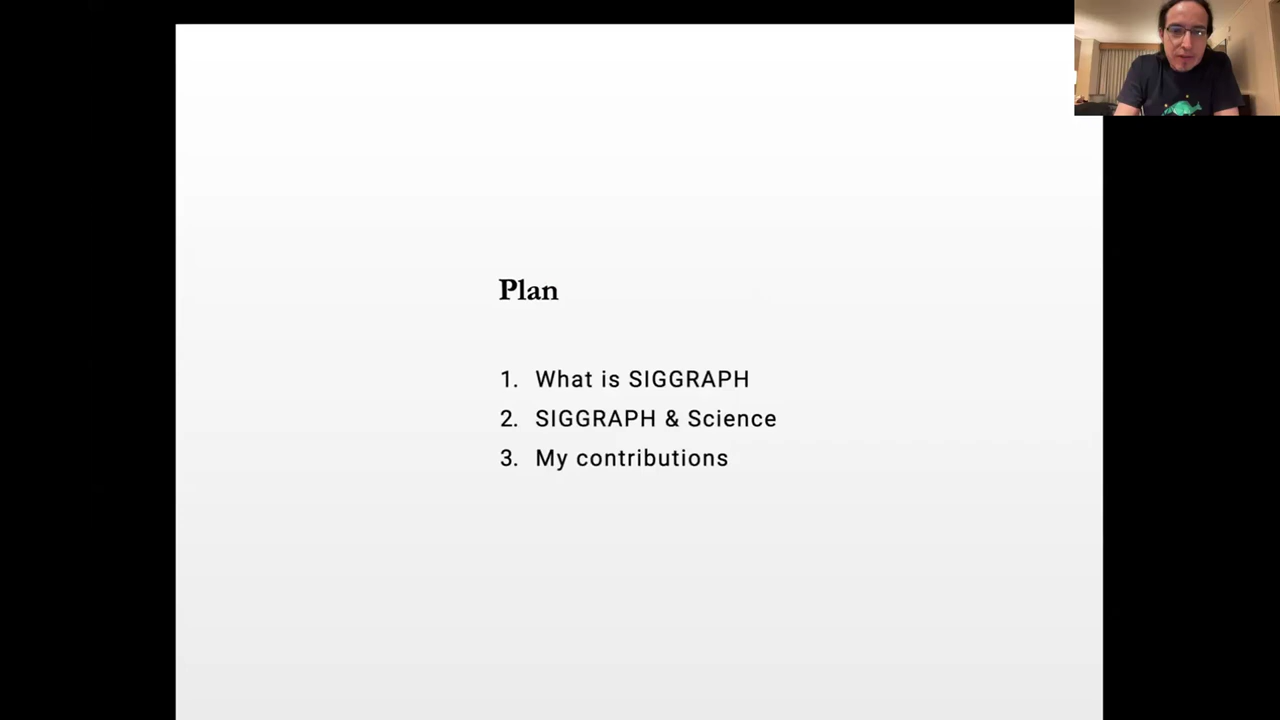 Plan
1. What is SIGGRAPH
2. SIGGRAPH & Science
3. My contributions